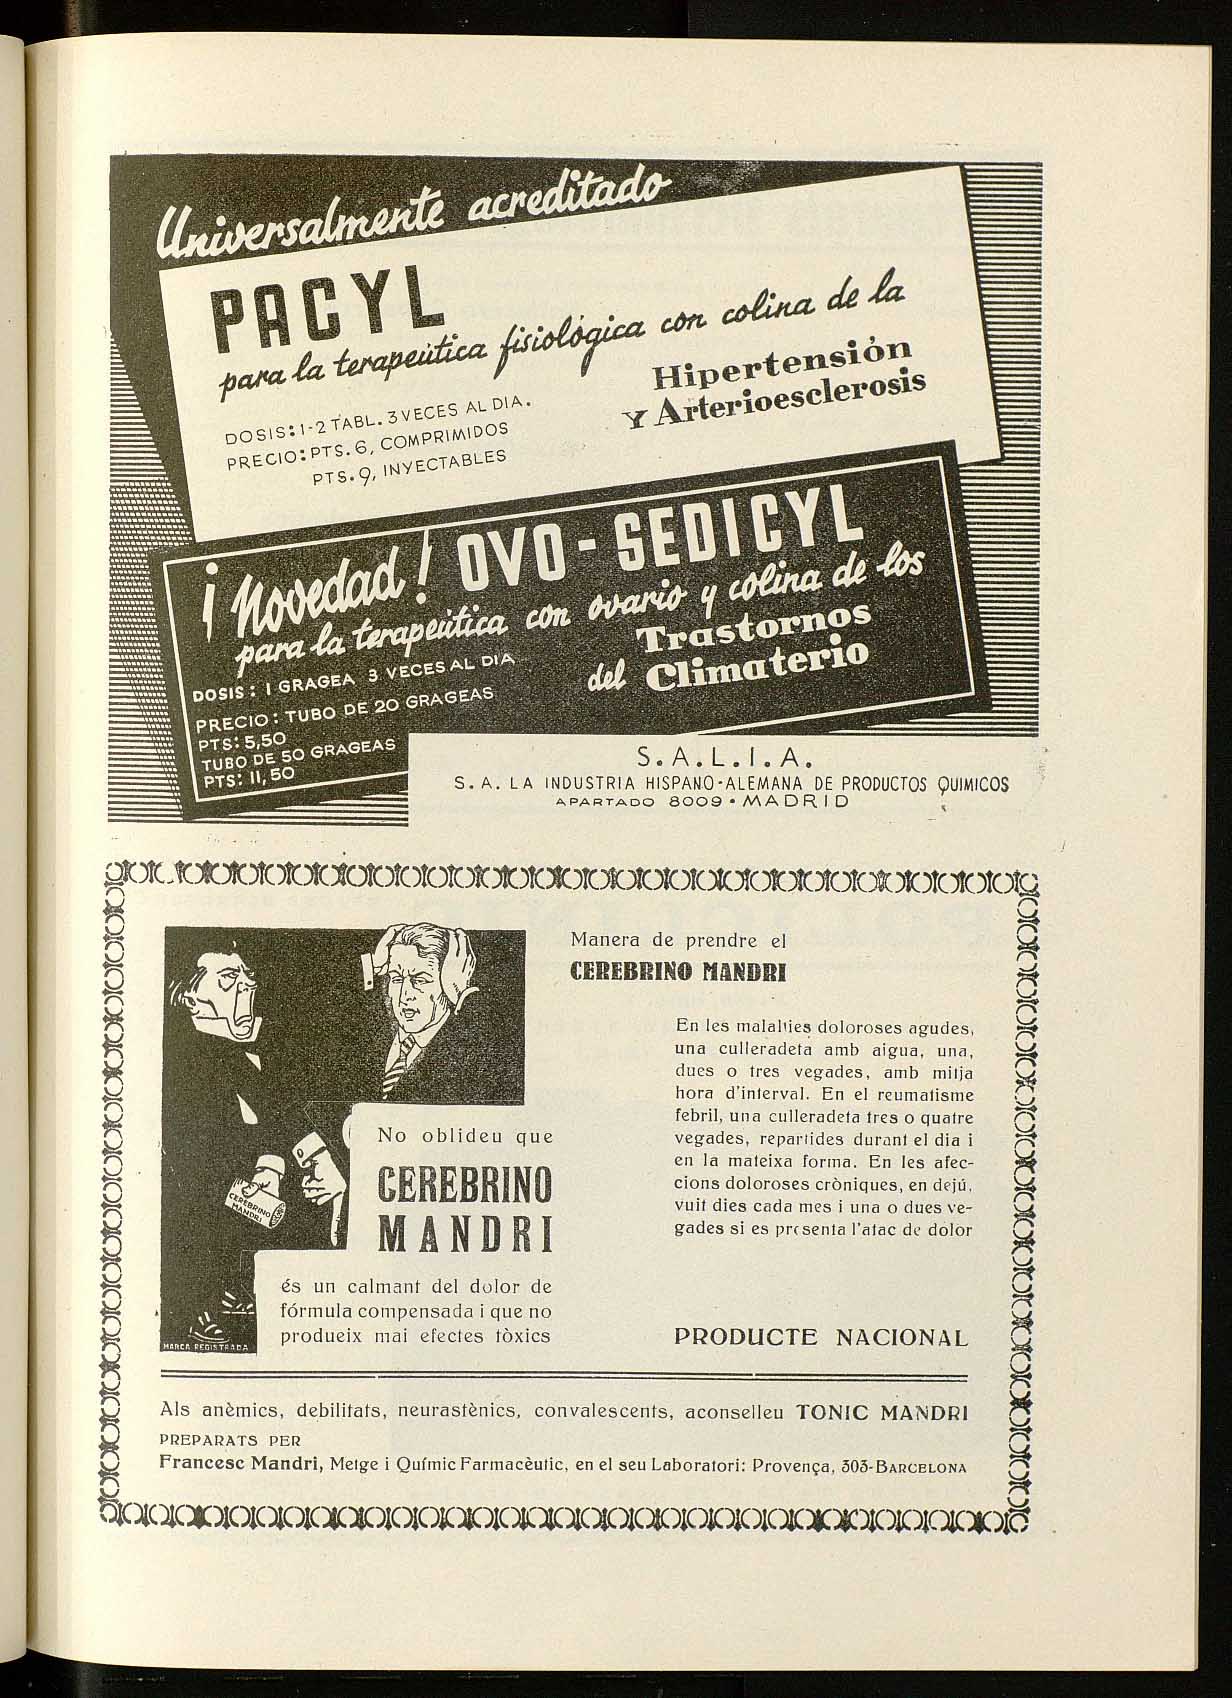 Universalmente acreditado
PACYL
para la terapeútica fisiológica con colina de la
Hipertensión
Y Arterioesclerosis
DOSIS: 1-2 TABL. 3 VECES AL DIA.
PRECIO: PTS. 6, COMPRIMIDOS
PTS. 9, INYECTABLES
¡Novedad! OVO-SEDICYL
para la terapeútica con ovario y colina de los
Trastornos
del Climaterio
DOSIS: 1 GRAGEA 3 VECES AL DIA
PRECIO: TUBO DE 20 GRAGEAS
PTS: 5,50
TUBO DE 50 GRAGEAS
PTS: 11,50
S.A.L.I.A.
S. A. LA INDUSTRIA HISPANO-ALEMANA DE PRODUCTOS QUIMICOS
APARTADO 8009 • MADRID
Manera de prendre el
CEREBRINO MANDRI
En les malalties doloroses agudes,
una culleradeta amb aigua, una,
dues o tres vegades, amb mitja
hora d'interval. En el reumatisme
febril, una culleradeta tres o quatre
vegades, repartides durant el dia i
en la mateixa forma. En les afec-
cions doloroses cròniques, en dejú,
vuit dies cada mes i una o dues ve-
gades si es presenta l'atac de dolor
PRODUCTE NACIONAL
CEREBRINO
MANDRI
MARCA REGISTRADA
No oblideu que
CEREBRINO
MANDRI
és un calmant del dolor de
fórmula compensada i que no
produeix mai efectes tòxics
Als anèmics, debilitats, neurastènics, convalescents, aconselleu TONIC MANDRI
PREPARATS PER
Francesc Mandri, Metge i Químic Farmacèutic, en el seu Laboratori: Provença, 303-BARCELONA